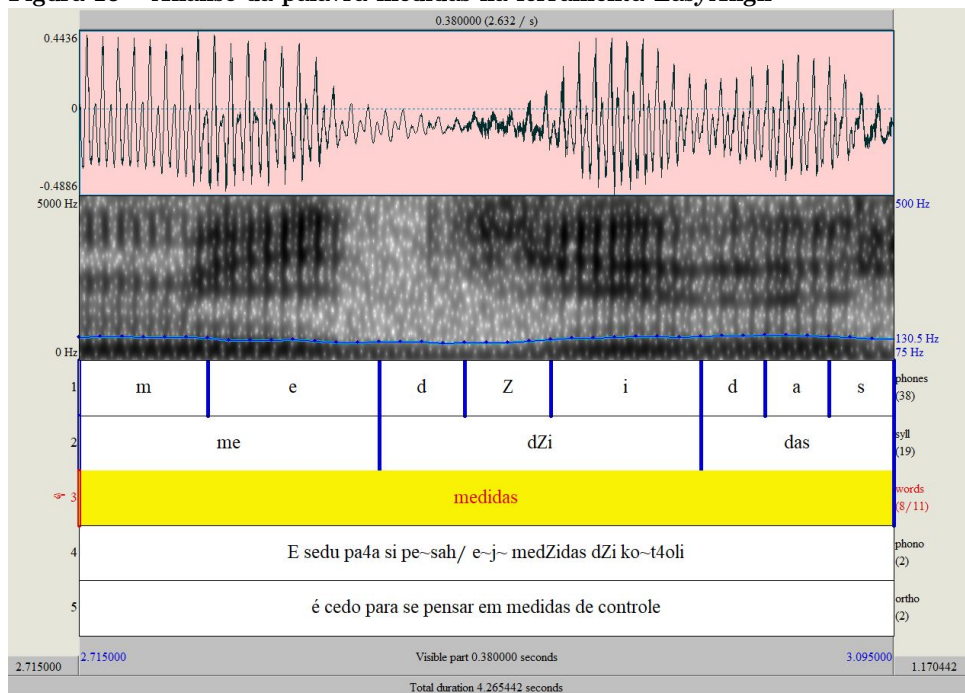 Figura – Análise da palavra medidas na ferramenta EasyAlign
0.380000 (2.632 / s)
0.4436
0
-0.4886
5000 Hz 500 Hz
130.5 Hz
0 Hz 75 Hz
1 m e d Z i d a s phones (38)
2 me dZi das syll (19)
3 medidas words (8/11)
4 E sedu pa4a si pe~sah/ e~j~ medZidas dZi ko~t4oli phono (2)
5 é cedo para se pensar em medidas de controle ortho (2)
2.715000 2.715000 Visible part 0.380000 seconds 3.095000 1.170442
Total duration 4.265442 seconds